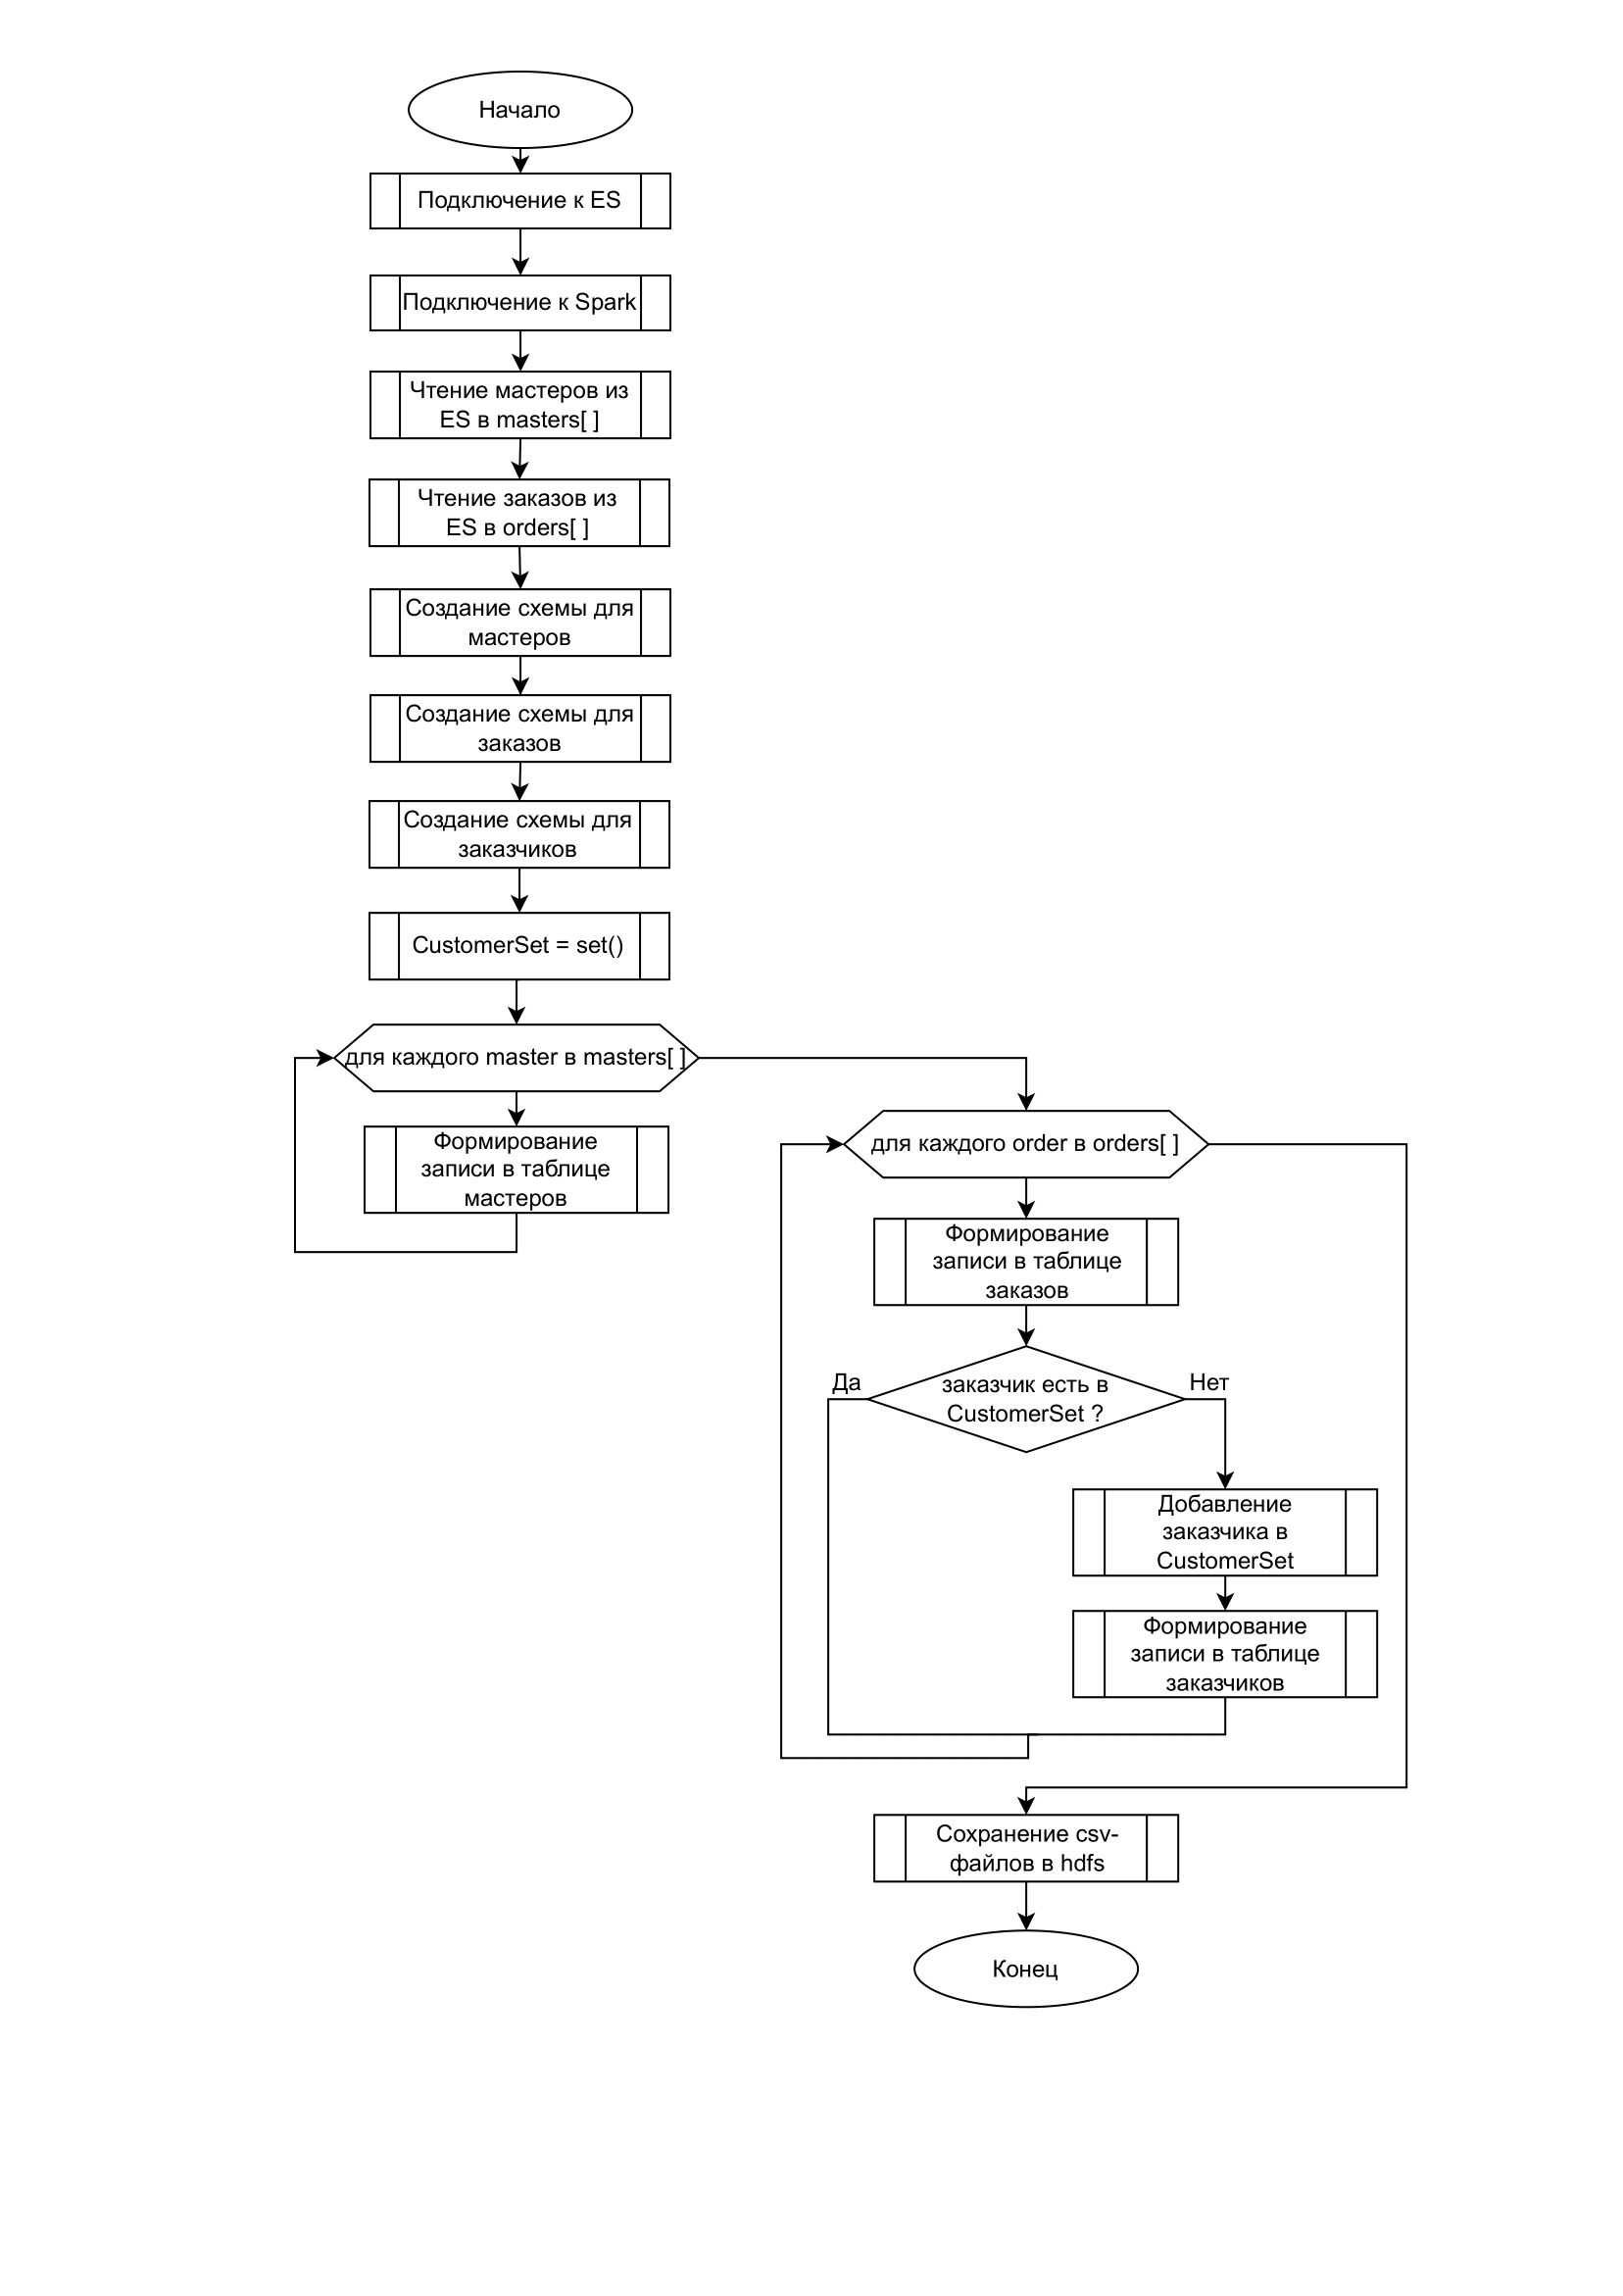 Начало
Подключение к ES
Подключение к Spark
Чтение мастеров из
ES в masters[ ]
Чтение заказов из
ES в orders[ ]
Создание схемы для
мастеров
Создание схемы для
заказов
Создание схемы для
заказчиков
CustomerSet = set()
для каждого master в masters[ ]
Формирование
записи в таблице
мастеров
для каждого order в orders[ ]
Формирование
записи в таблице
заказов
заказчик есть в
CustomerSet ?
Да
Нет
Добавление
заказчика в
CustomerSet
Формирование
записи в таблице
заказчиков
Сохранение csv-
файлов в hdfs
Конец